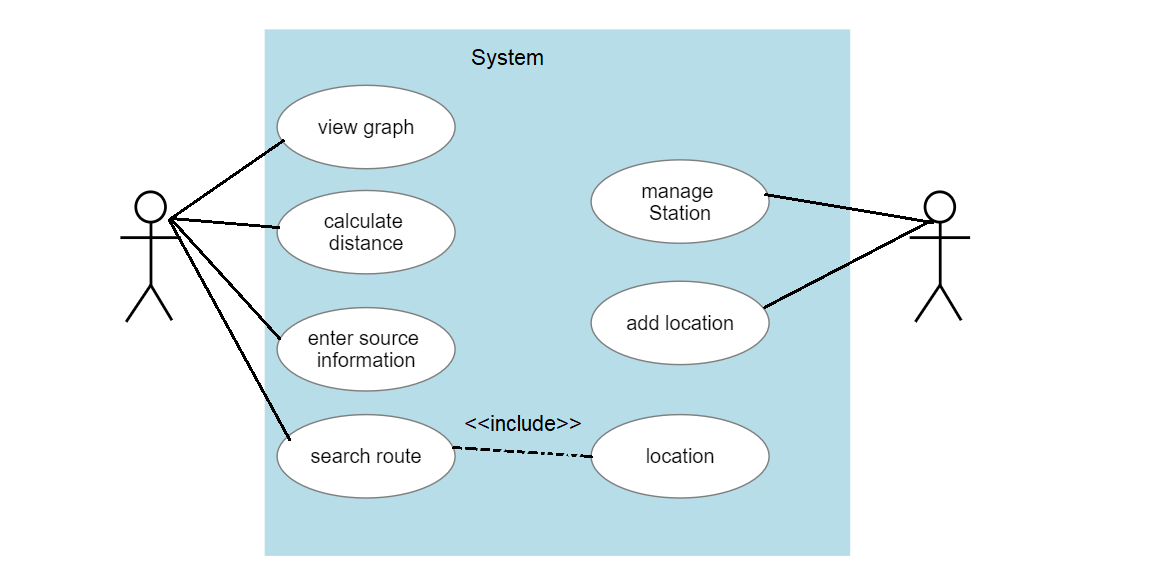 System
view graph
calculate
distance
enter source
information
search route
<<include>>
manage
Station
add location
location